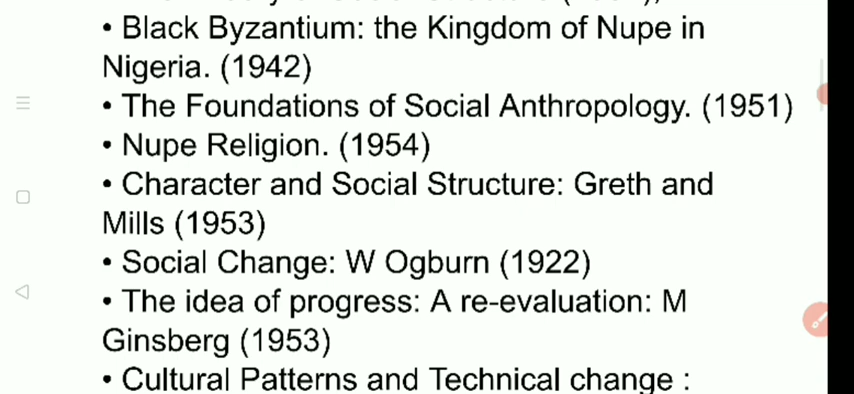 • Black Byzantium: the Kingdom of Nupe in
Nigeria. (1942)
• The Foundations of Social Anthropology. (1951)
• Nupe Religion. (1954)
• Character and Social Structure: Greth and
Mills (1953)
• Social Change: W Ogburn (1922)
• The idea of progress: A re-evaluation: M
Ginsberg (1953)
• Cultural Patterns and Technical change :